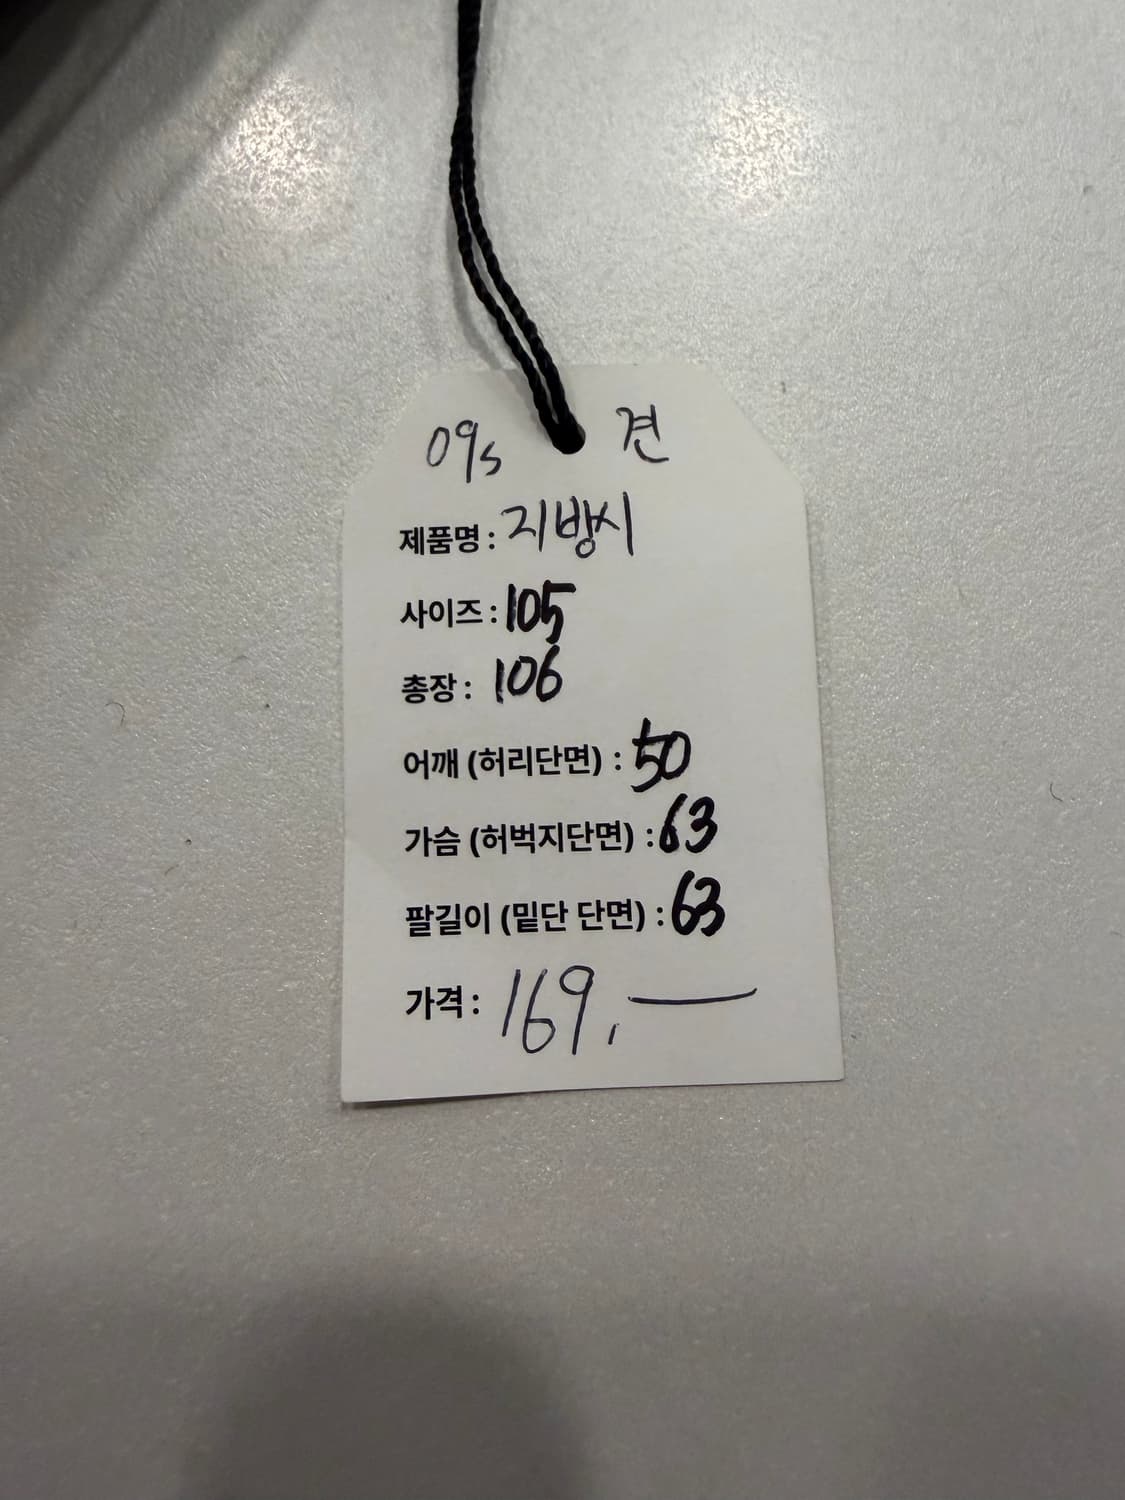 09s 견
제품명 : 지방시
사이즈 : 105
총장 : 106
어깨 (허리단면) : 50
가슴 (허벅지단면) : 63
팔길이 (밑단 단면) : 63
가격 : 169,—